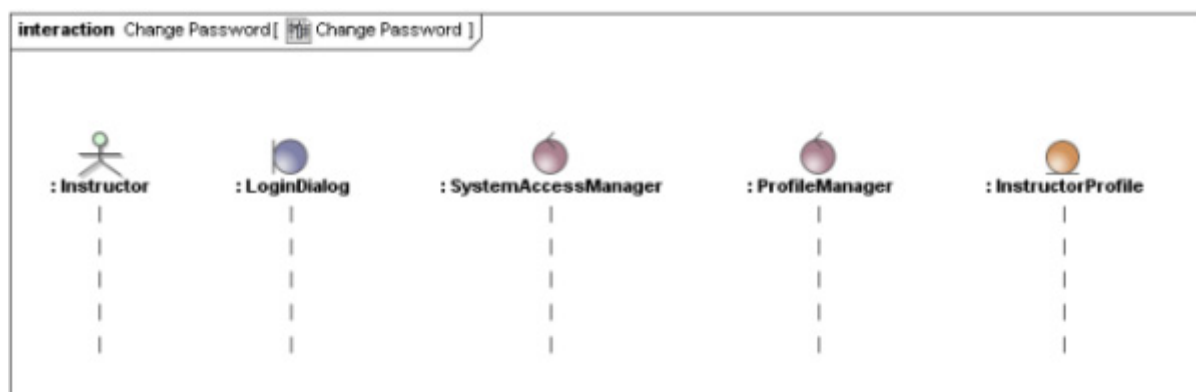 interaction Change Password[ Change Password ]
: Instructor
: LoginDialog
: SystemAccessManager
: ProfileManager
: InstructorProfile